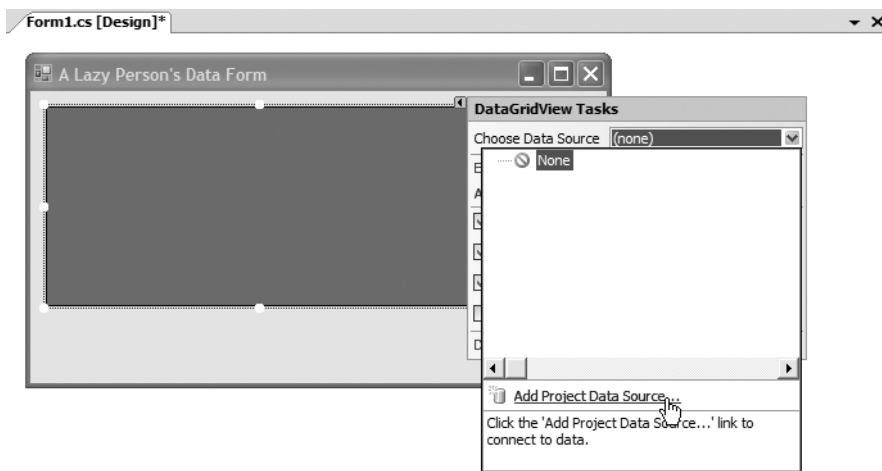 Form1.cs [Design]*
A Lazy Person's Data Form
DataGridView Tasks
Choose Data Source (none)
None
E
A
D
Add Project Data Source...
Click the 'Add Project Data Source...' link to
connect to data.